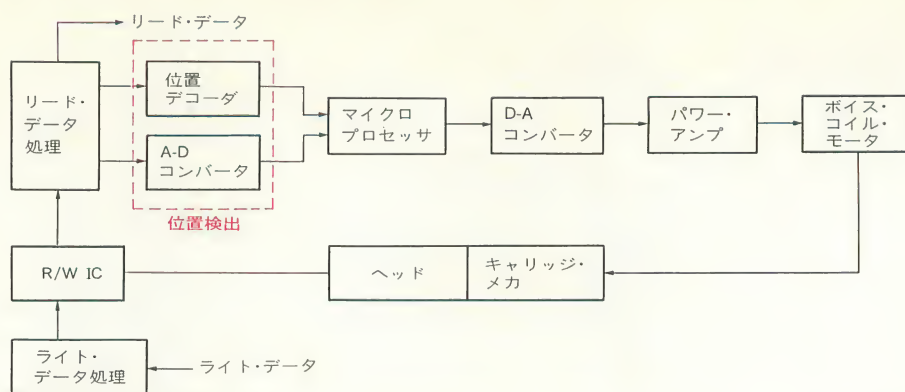 リード・データ
リード・
データ
処理
位置
デコーダ
A-D
コンバータ
位置検出
マイクロ
プロセッサ
D-A
コンバータ
パワー・
アンプ
ボイス・
コイル・
モータ
R/W IC
ヘッド
キャリッジ・
メカ
ライト・
データ処理
ライト・データ